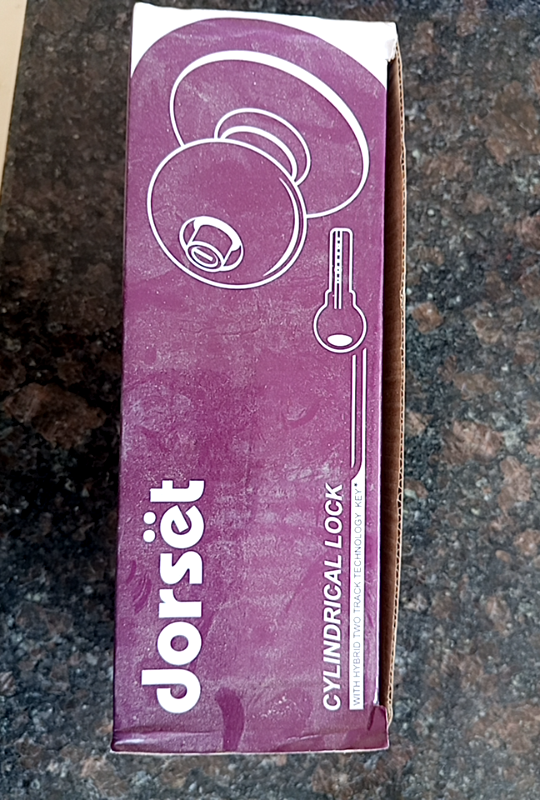 dorsët
CYLINDRICAL LOCK
WITH HYBRID TWO TRACK TECHNOLOGY KEY*